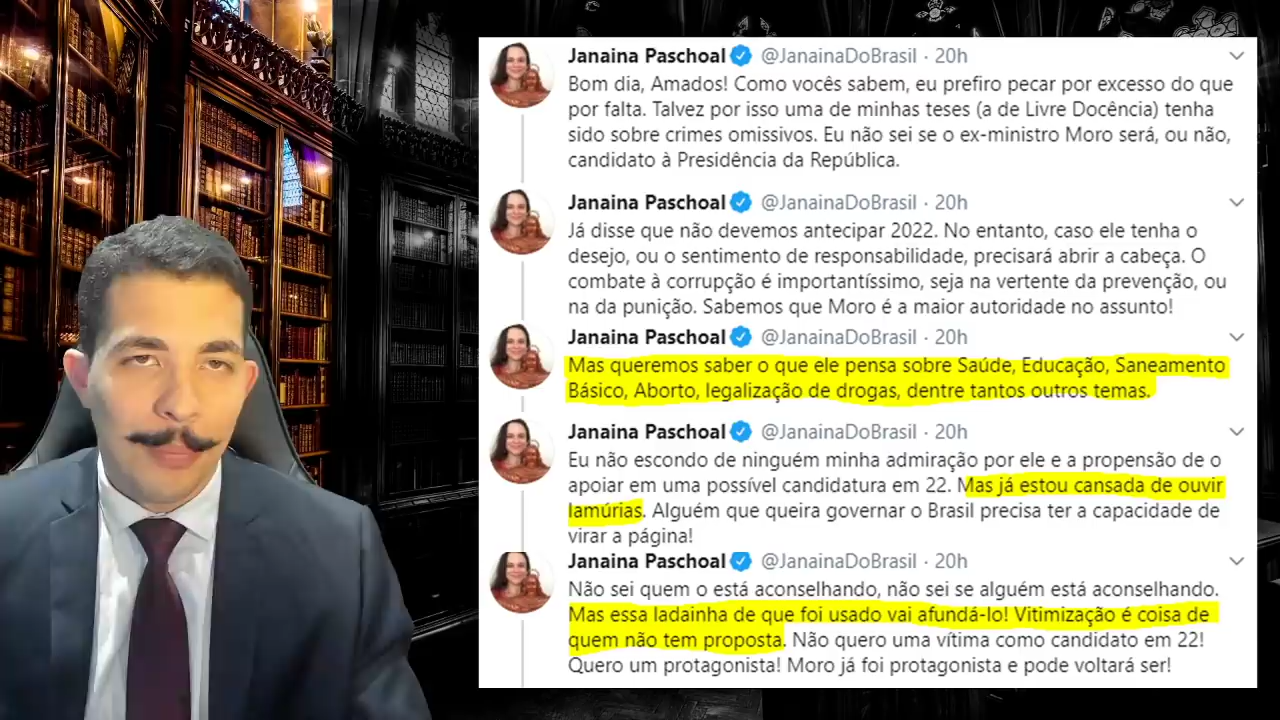 Janaina Paschoal @JanainaDoBrasil · 20h
Bom dia, Amados! Como vocês sabem, eu prefiro pecar por excesso do que
por falta. Talvez por isso uma de minhas teses (a de Livre Docência) tenha
sido sobre crimes omissivos. Eu não sei se o ex-ministro Moro será, ou não,
candidato à Presidência da República.
Janaina Paschoal @JanainaDoBrasil · 20h
Já disse que não devemos antecipar 2022. No entanto, caso ele tenha o
desejo, ou o sentimento de responsabilidade, precisará abrir a cabeça. O
combate à corrupção é importantíssimo, seja na vertente da prevenção, ou
na da punição. Sabemos que Moro é a maior autoridade no assunto!
Janaina Paschoal @JanainaDoBrasil · 20h
Mas queremos saber o que ele pensa sobre Saúde, Educação, Saneamento
Básico, Aborto, legalização de drogas, dentre tantos outros temas.
Janaina Paschoal @JanainaDoBrasil · 20h
Eu não escondo de ninguém minha admiração por ele e a propensão de o
apoiar em uma possível candidatura em 22. Mas já estou cansada de ouvir
lamúrias. Alguém que queira governar o Brasil precisa ter a capacidade de
virar a página!
Janaina Paschoal @JanainaDoBrasil · 20h
Não sei quem o está aconselhando, não sei se alguém está aconselhando.
Mas essa ladainha de que foi usado vai afundá-lo! Vitimização é coisa de
quem não tem proposta. Não quero uma vítima como candidato em 22!
Quero um protagonista! Moro já foi protagonista e pode voltará ser!